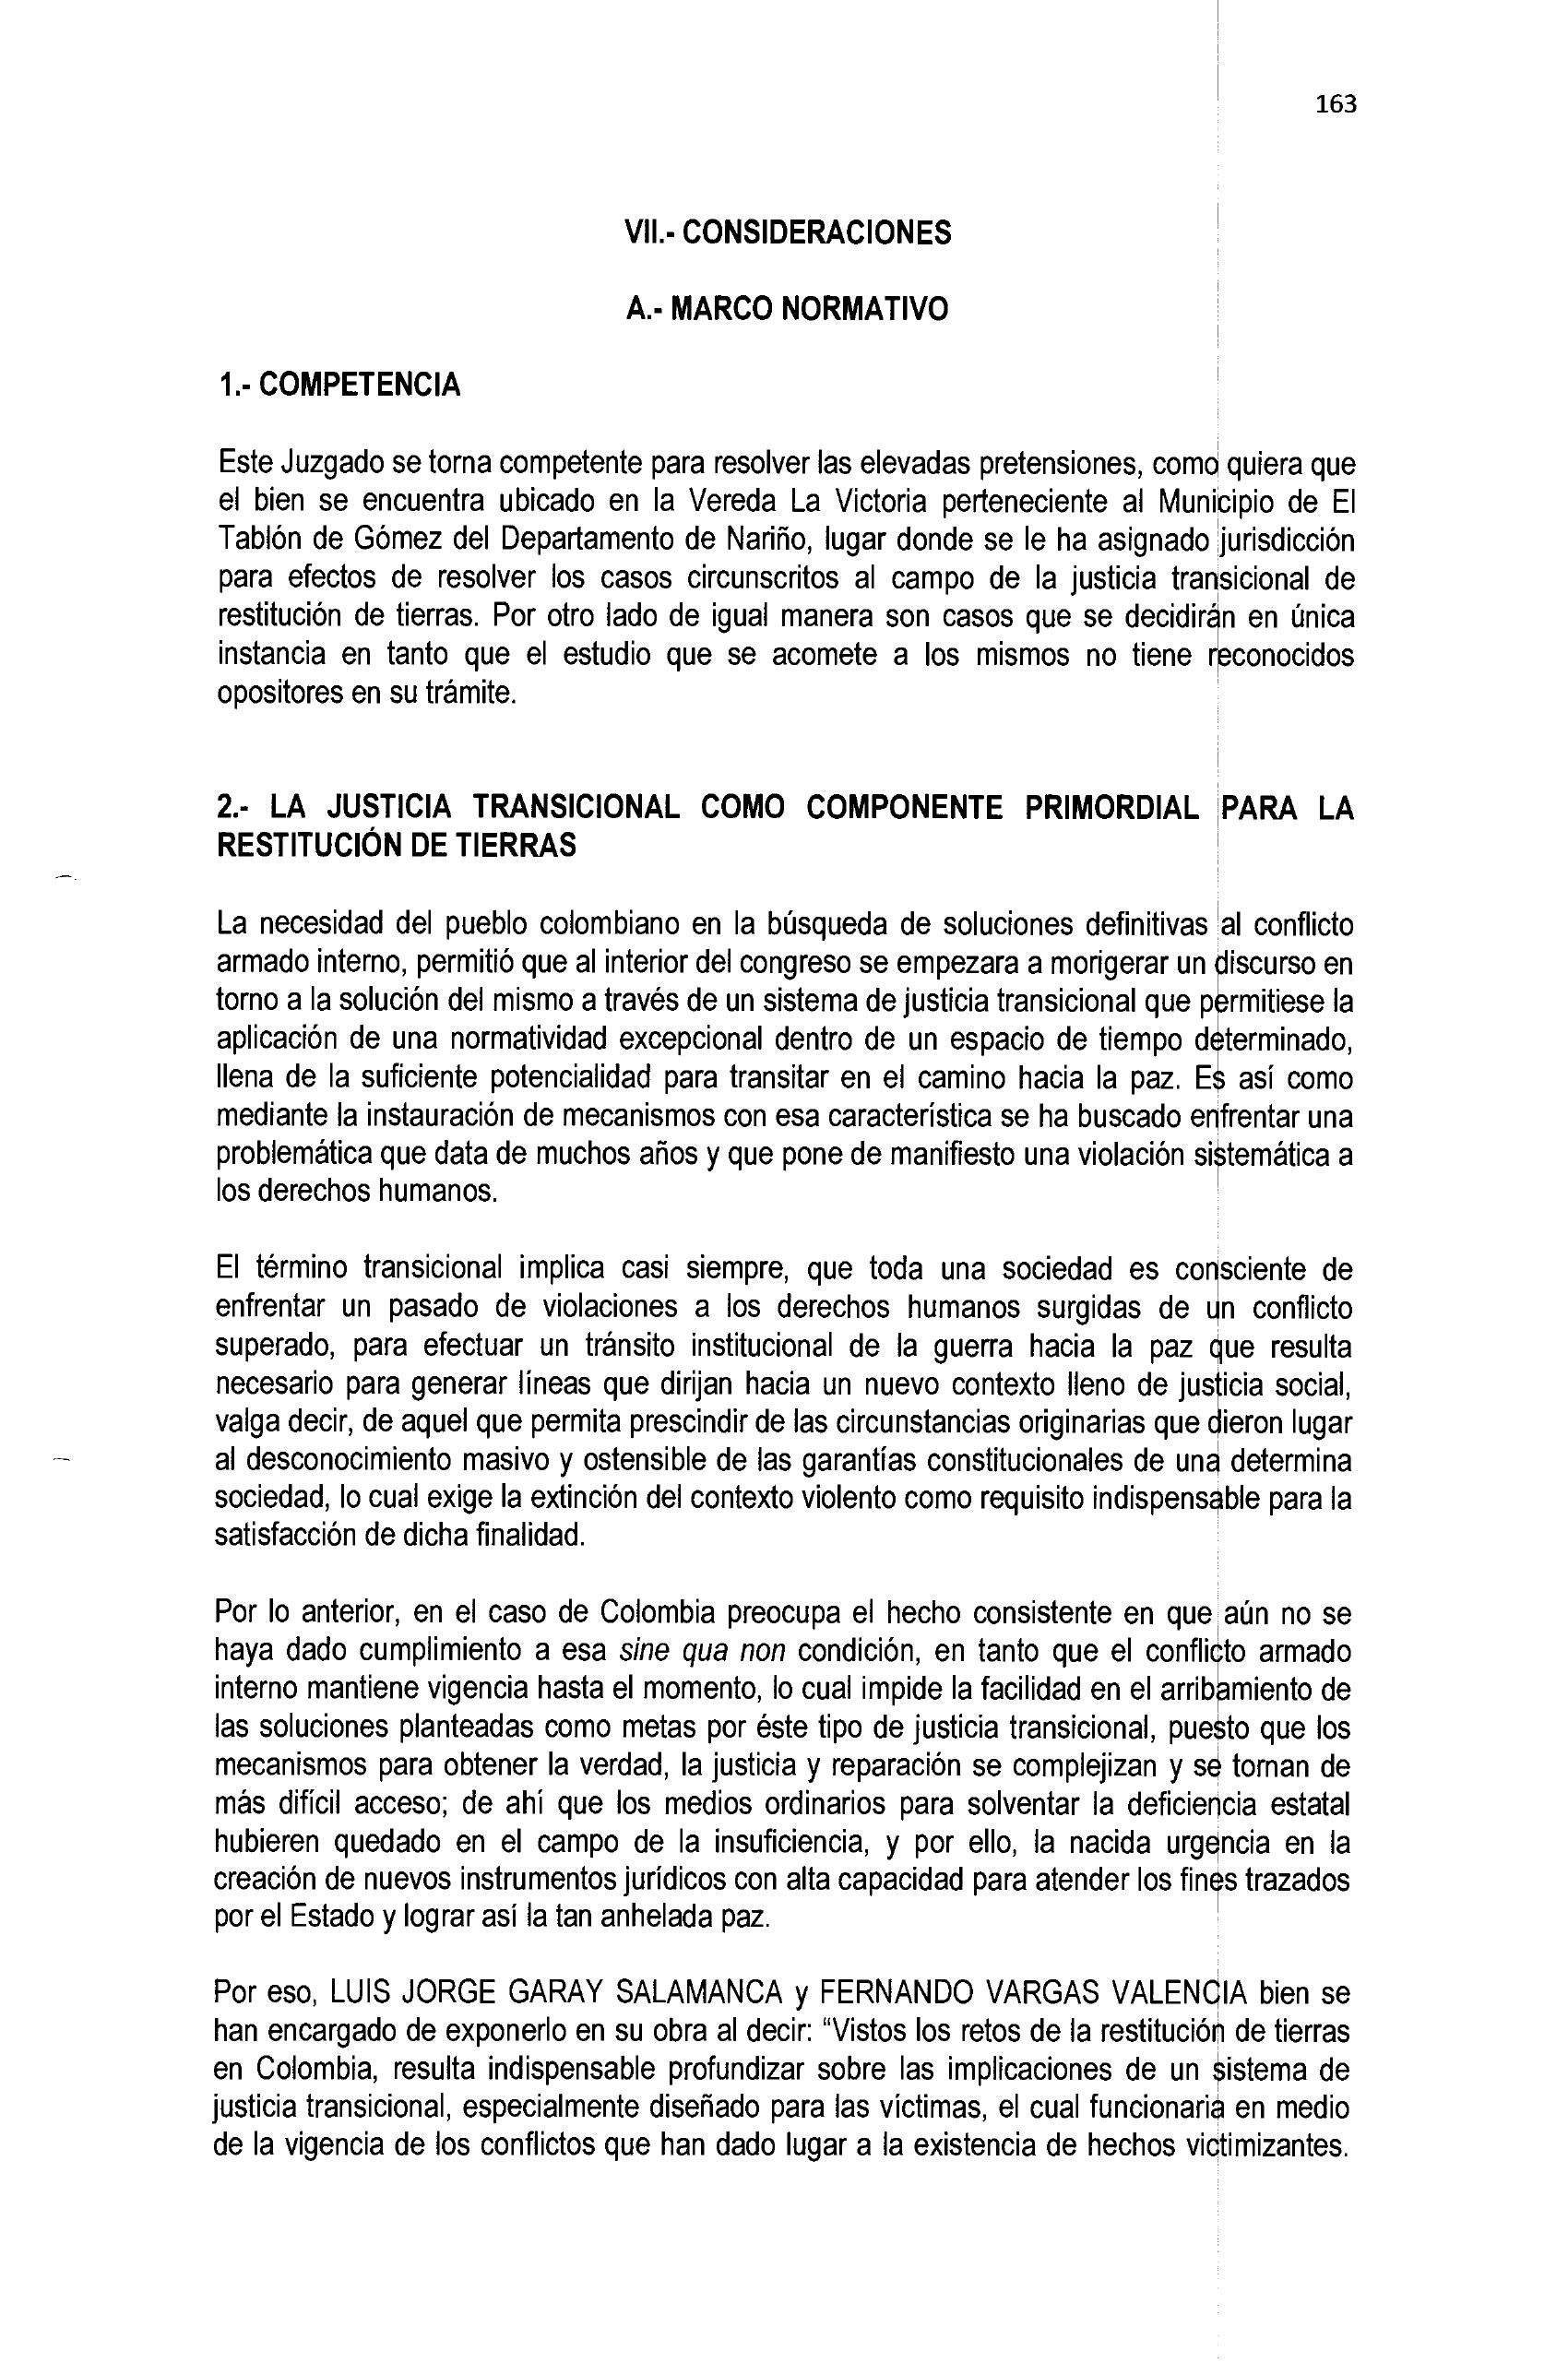 163
VII.- CONSIDERACIONES
A.- MARCO NORMATIVO
1.- COMPETENCIA
Este Juzgado se torna competente para resolver las elevadas pretensiones, como quiera que
el bien se encuentra ubicado en la Vereda La Victoria perteneciente al Municipio de El
Tablón de Gómez del Departamento de Nariño, lugar donde se le ha asignado jurisdicción
para efectos de resolver los casos circunscritos al campo de la justicia transicional de
restitución de tierras. Por otro lado de igual manera son casos que se decidirán en única
instancia en tanto que el estudio que se acomete a los mismos no tiene reconocidos
opositores en su trámite.
2.- LA JUSTICIA TRANSICIONAL COMO COMPONENTE PRIMORDIAL PARA LA
RESTITUCIÓN DE TIERRAS
La necesidad del pueblo colombiano en la búsqueda de soluciones definitivas al conflicto
armado interno, permitió que al interior del congreso se empezara a morigerar un discurso en
torno a la solución del mismo a través de un sistema de justicia transicional que permitiese la
aplicación de una normatividad excepcional dentro de un espacio de tiempo determinado,
llena de la suficiente potencialidad para transitar en el camino hacia la paz. Es así como
mediante la instauración de mecanismos con esa característica se ha buscado enfrentar una
problemática que data de muchos años y que pone de manifiesto una violación sistemática a
los derechos humanos.
El término transicional implica casi siempre, que toda una sociedad es consciente de
enfrentar un pasado de violaciones a los derechos humanos surgidas de un conflicto
superado, para efectuar un tránsito institucional de la guerra hacia la paz que resulta
necesario para generar líneas que dirijan hacia un nuevo contexto lleno de justicia social,
valga decir, de aquel que permita prescindir de las circunstancias originarias que dieron lugar
al desconocimiento masivo y ostensible de las garantías constitucionales de una determina
sociedad, lo cual exige la extinción del contexto violento como requisito indispensable para la
satisfacción de dicha finalidad.
Por lo anterior, en el caso de Colombia preocupa el hecho consistente en que aún no se
haya dado cumplimiento a esa sine qua non condición, en tanto que el conflicto armado
interno mantiene vigencia hasta el momento, lo cual impide la facilidad en el arribamiento de
las soluciones planteadas como metas por éste tipo de justicia transicional, puesto que los
mecanismos para obtener la verdad, la justicia y reparación se complejizan y se tornan de
más difícil acceso; de ahí que los medios ordinarios para solventar la deficiencia estatal
hubieren quedado en el campo de la insuficiencia, y por ello, la nacida urgencia en la
creación de nuevos instrumentos jurídicos con alta capacidad para atender los fines trazados
por el Estado y lograr así la tan anhelada paz.
Por eso, LUIS JORGE GARAY SALAMANCA y FERNANDO VARGAS VALENCIA bien se
han encargado de exponerlo en su obra al decir: “Vistos los retos de la restitución de tierras
en Colombia, resulta indispensable profundizar sobre las implicaciones de un sistema de
justicia transicional, especialmente diseñado para las víctimas, el cual funcionaria en medio
de la vigencia de los conflictos que han dado lugar a la existencia de hechos victimizantes.